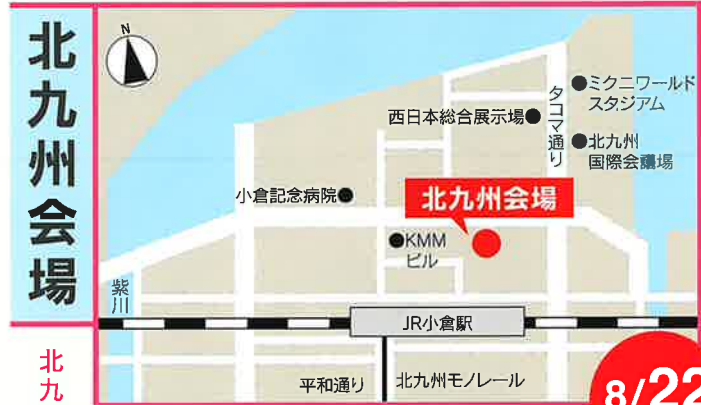 北九州会場
N
ミクニワールド
スタジアム
西日本総合展示場
タコマ通り
北九州
国際会議場
小倉記念病院
北九州会場
KMM
ビル
紫川
JR小倉駅
平和通り
北九州モノレール
北九
8/22